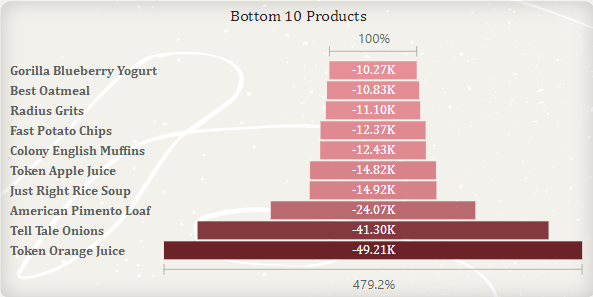 Bottom 10 Products
100%
Gorilla Blueberry Yogurt -10.27K
Best Oatmeal -10.83K
Radius Grits -11.10K
Fast Potato Chips -12.37K
Colony English Muffins -12.43K
Token Apple Juice -14.82K
Just Right Rice Soup -14.92K
American Pimento Loaf -24.07K
Tell Tale Onions -41.30K
Token Orange Juice -49.21K
479.2%